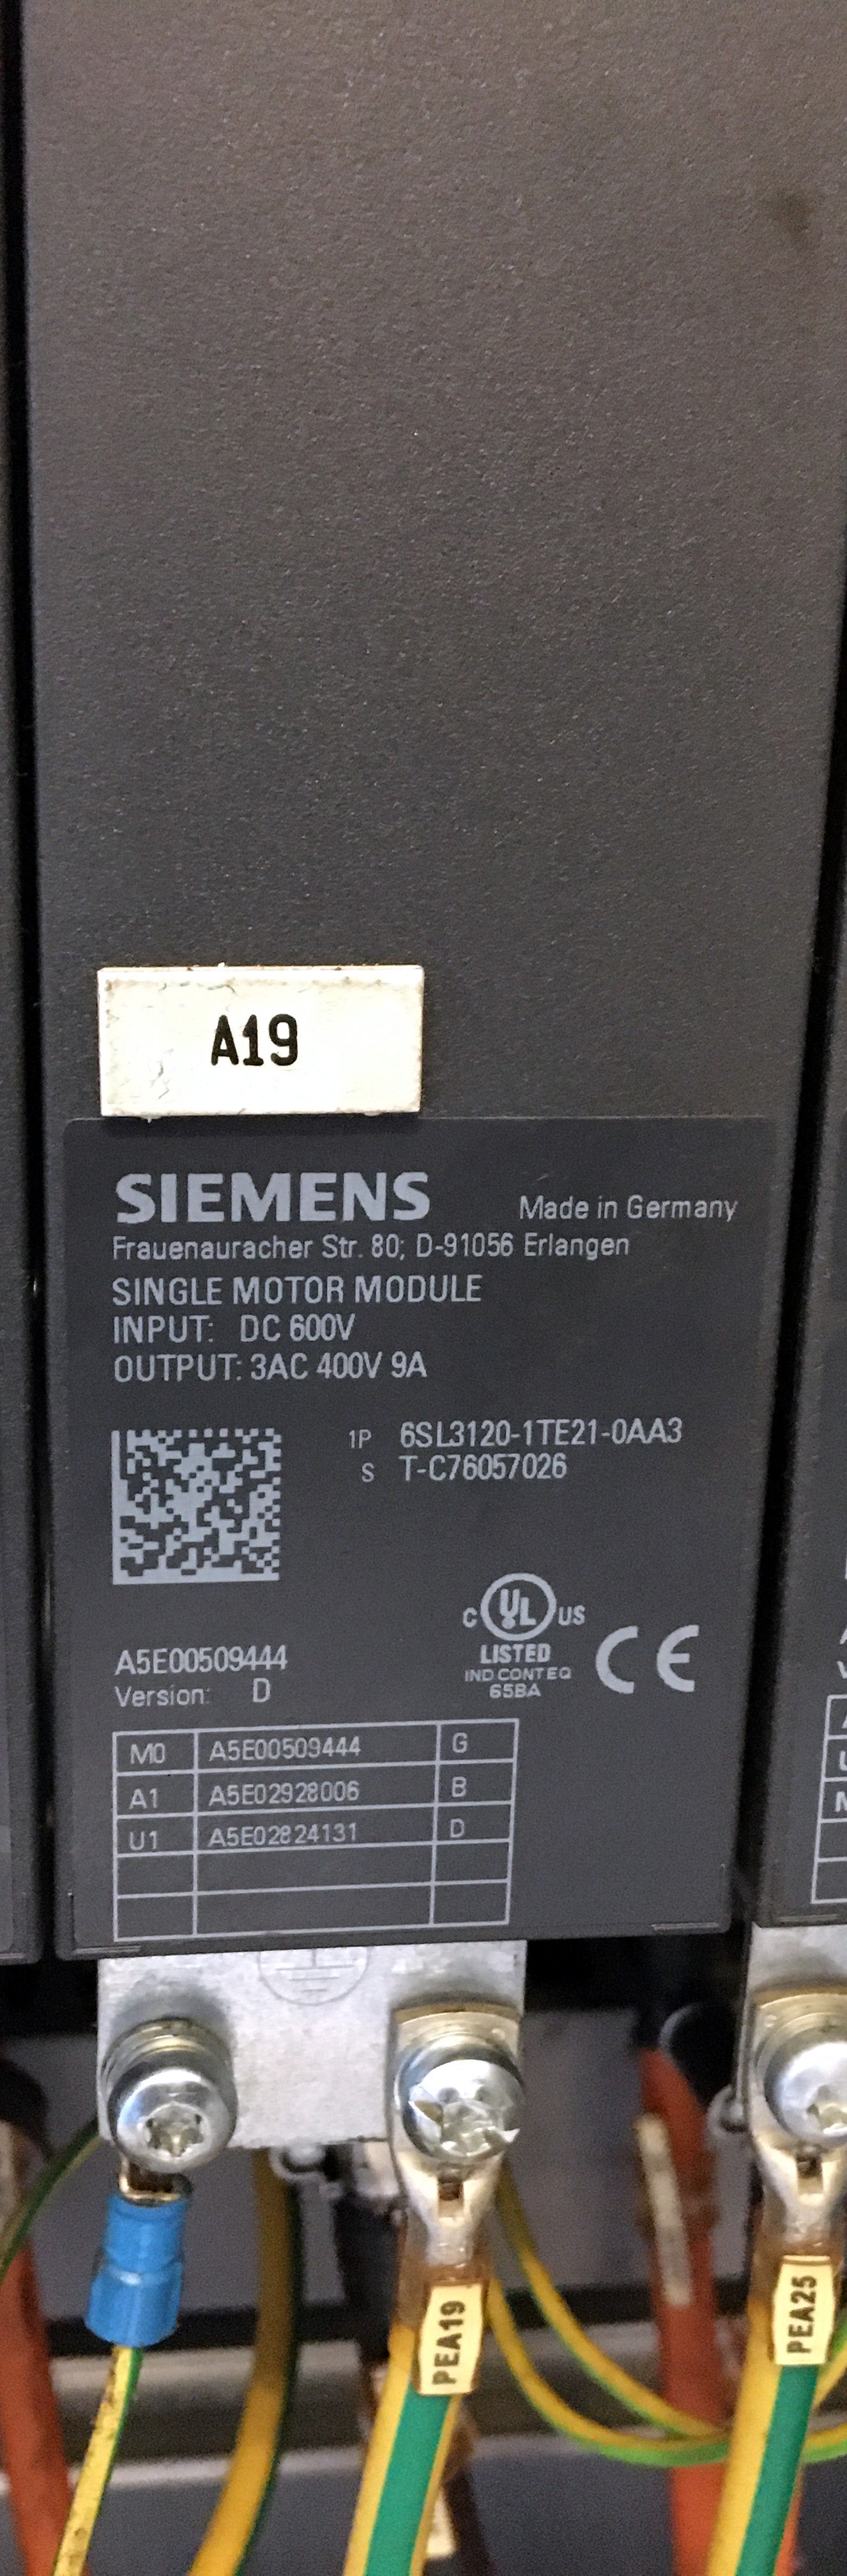 A19
SIEMENS Made in Germany
Frauenauracher Str. 80; D-91056 Erlangen
SINGLE MOTOR MODULE
INPUT: DC 600V
OUTPUT: 3AC 400V 9A
1P 6SL3120-1TE21-0AA3
S T-C76057026
C UL US
LISTED
IND CONT EQ
65BA
CE
A5E00509444
Version: D
M0 A5E00509444 G
A1 A5E02928006 B
U1 A5E02824131 D
PEA19
PEA25